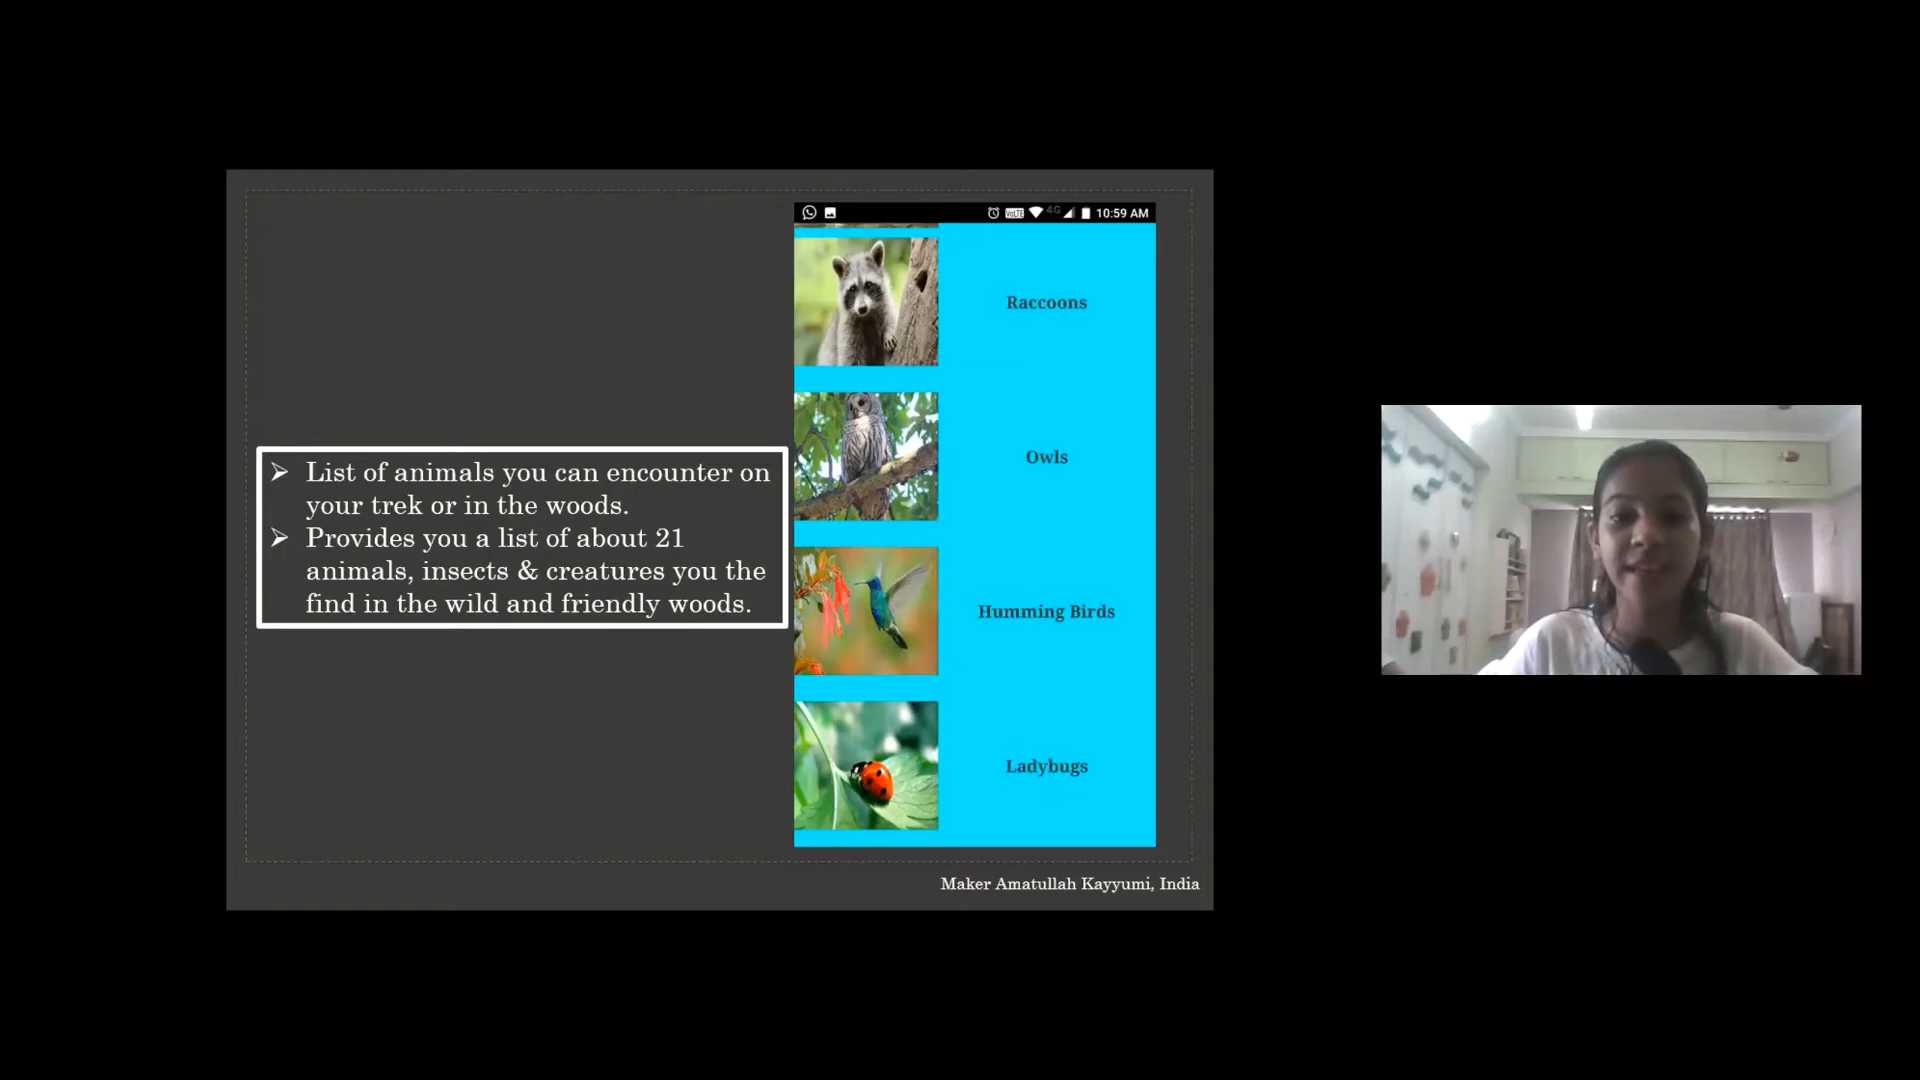 4G 10:59 AM
Raccoons
Owls
➢ List of animals you can encounter on
your trek or in the woods.
➢ Provides you a list of about 21
animals, insects & creatures you the
find in the wild and friendly woods.
Humming Birds
Ladybugs
Maker Amatullah Kayyumi, India